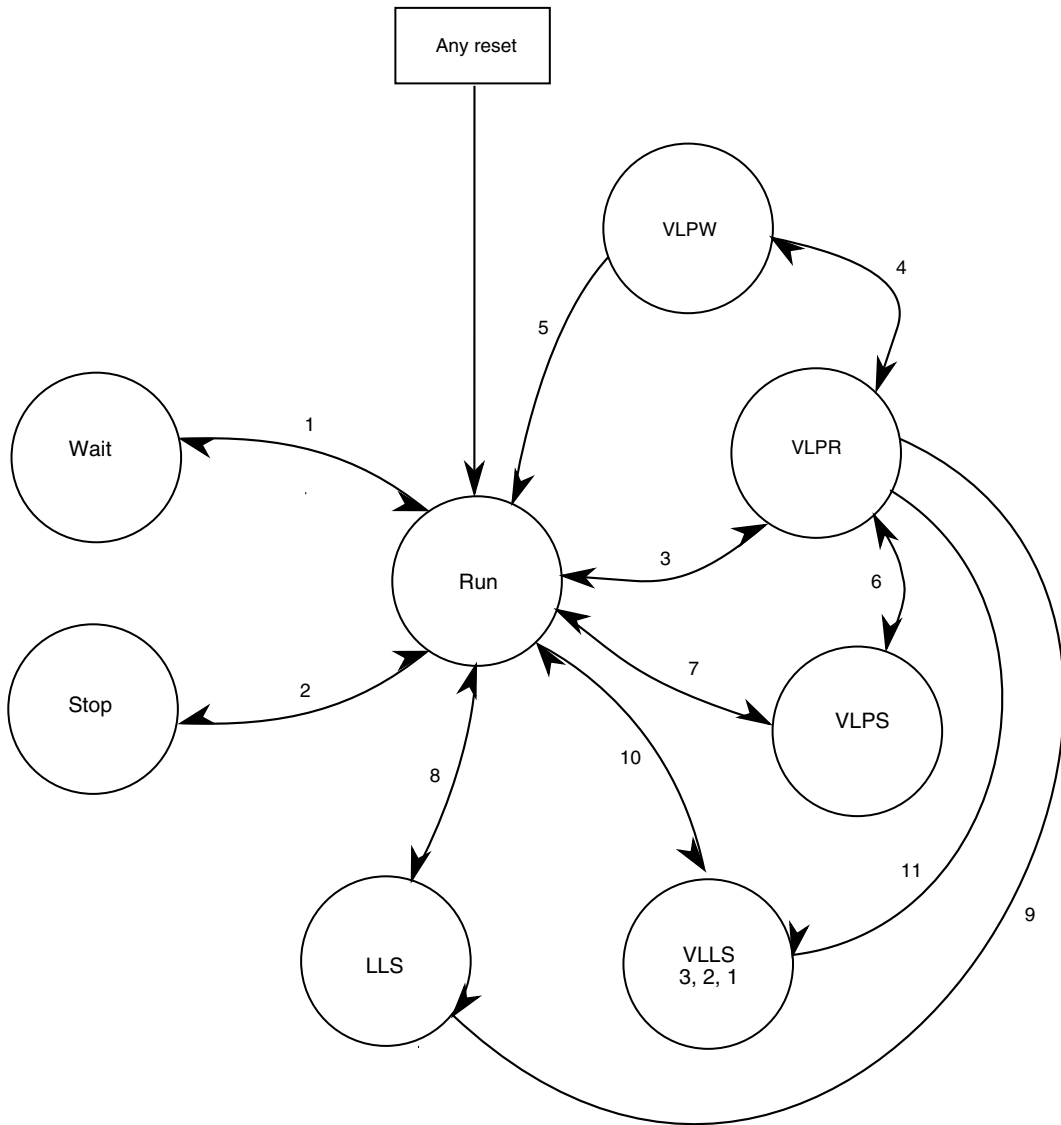 Any reset
VLPW
4
5
Wait
1
VLPR
3
Run
6
7
Stop
2
VLPS
10
8
11
9
LLS
VLLS
3, 2, 1